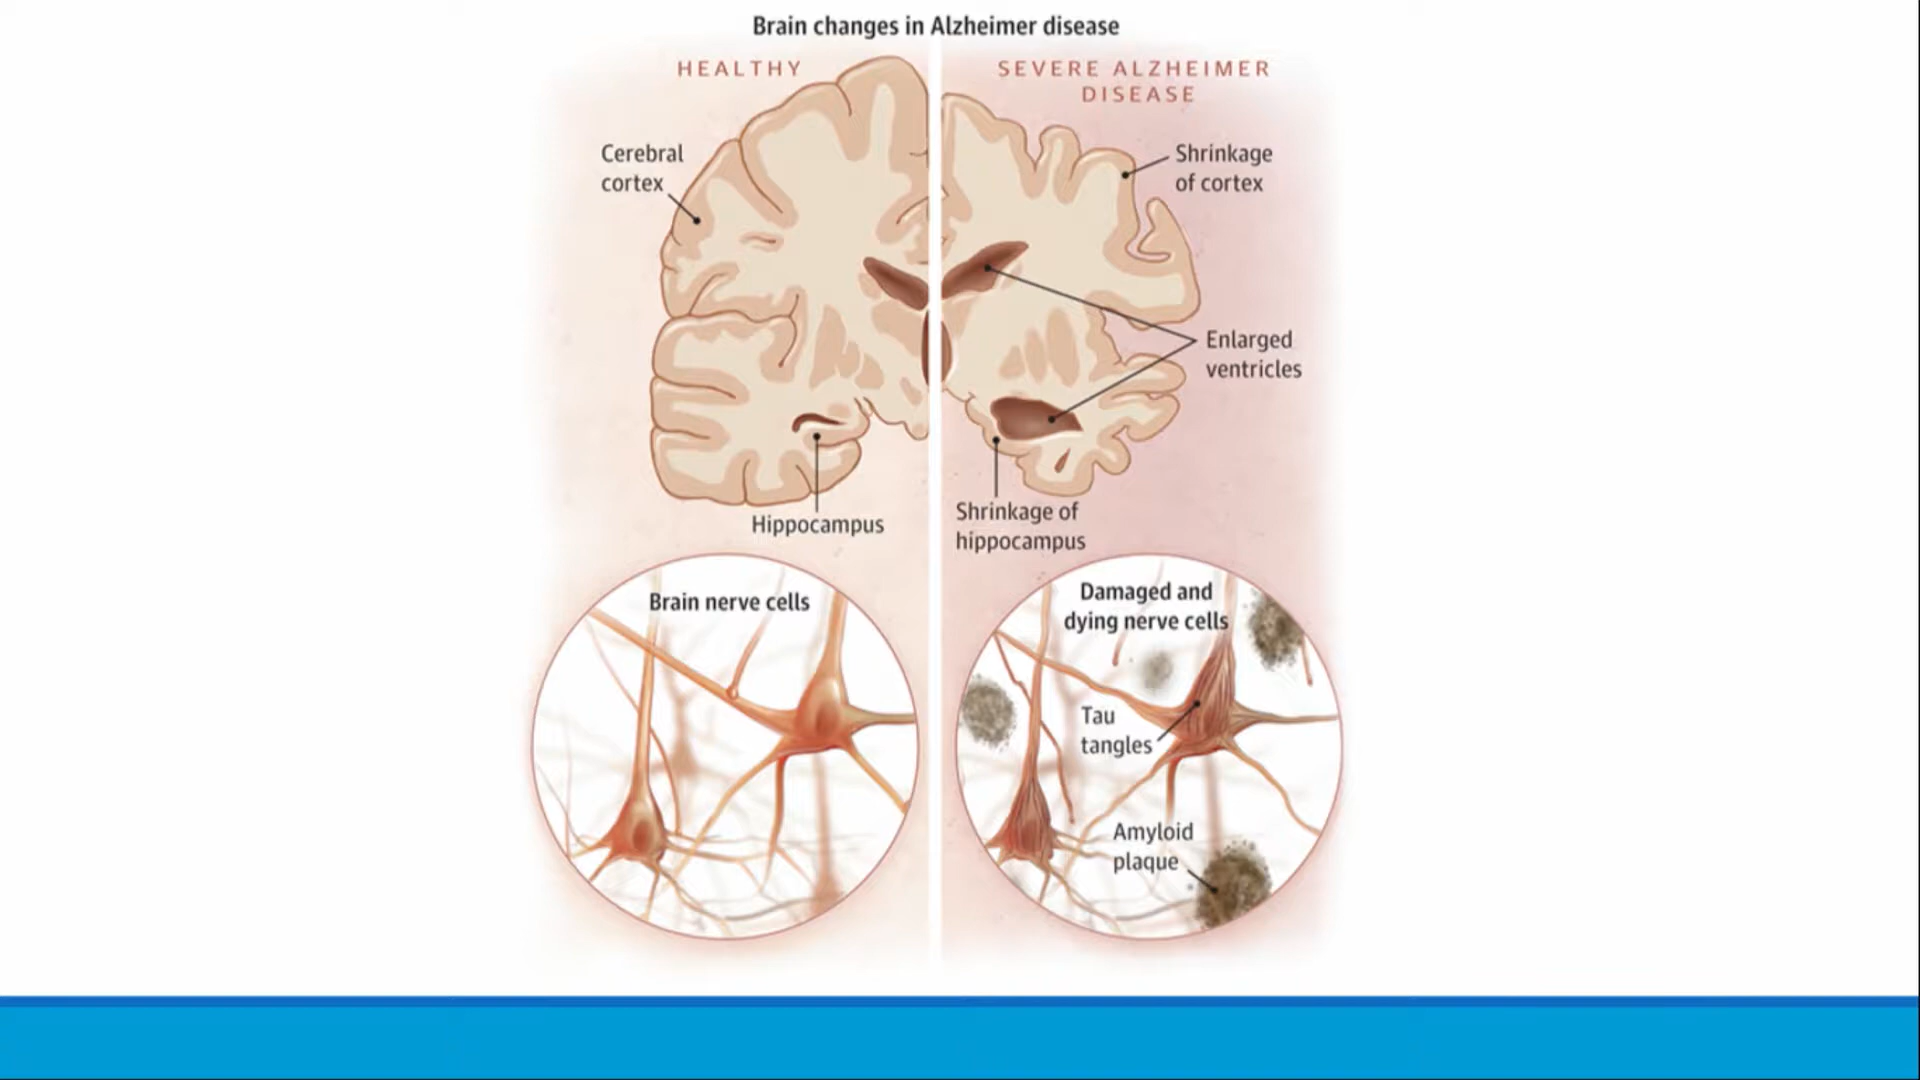 Brain changes in Alzheimer disease
HEALTHY
Cerebral
cortex
Hippocampus
Brain nerve cells
SEVERE ALZHEIMER
DISEASE
Shrinkage
of cortex
Enlarged
ventricles
Shrinkage of
hippocampus
Damaged and
dying nerve cells
Tau
tangles
Amyloid
plaque